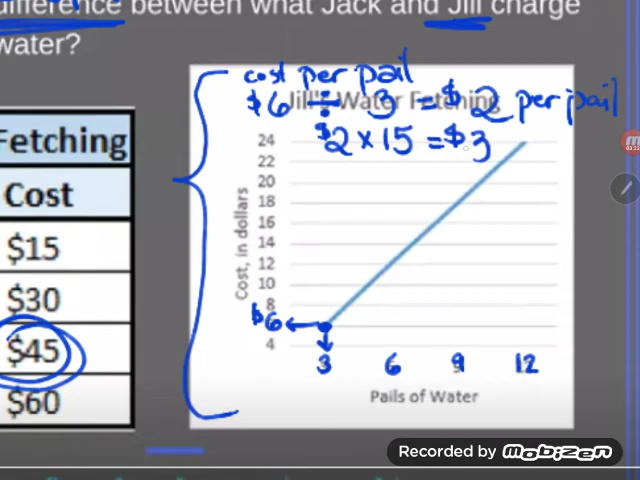 difference between what Jack and Jill charge
water?
cost per pail
Jill's Water Fetching
$6 ÷ 3 = $2 per pail
$2 × 15 = $3
Fetching
Cost
$15
$30
$45
$60
Cost, in dollars
24
22
20
18
16
14
12
10
8
6
4
$6
3 6 9 12
Pails of Water
Recorded by MOBIZEN